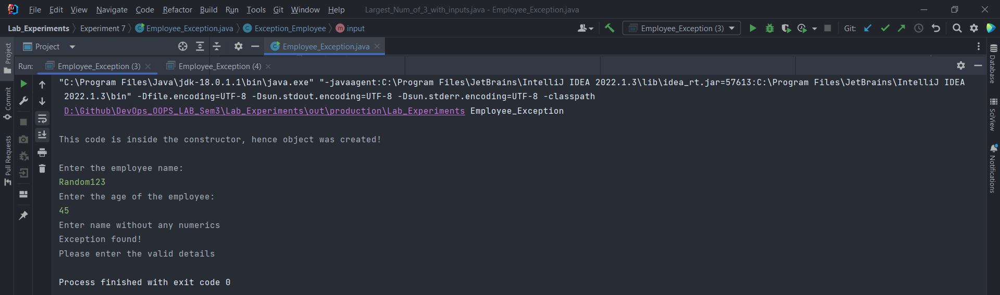 File Edit View Navigate Code Refactor Build Run Tools Git Window Help Largest_Num_of_3_with_inputs.java - Employee_Exception.java
Lab_Experiments Experiment 7 Employee_Exception.java Exception_Employee input Employee_Exception (3) Git:
Project Employee_Exception.java
Run: Employee_Exception (3) Employee_Exception (4)
"C:\Program Files\Java\jdk-18.0.1.1\bin\java.exe" "-javaagent:C:\Program Files\JetBrains\IntelliJ IDEA 2022.1.3\lib\idea_rt.jar=57613:C:\Program Files\JetBrains\IntelliJ IDEA
2022.1.3\bin" -Dfile.encoding=UTF-8 -Dsun.stdout.encoding=UTF-8 -Dsun.stderr.encoding=UTF-8 -classpath
D:\Github\DevOps_OOPS_LAB_Sem3\Lab_Experiments\out\production\Lab_Experiments Employee_Exception
This code is inside the constructor, hence object was created!
Enter the employee name:
Random123
Enter the age of the employee:
45
Enter name without any numerics
Exception found!
Please enter the valid details
Process finished with exit code 0
Project
Commit
Pull Requests
Database
SciView
Notifications